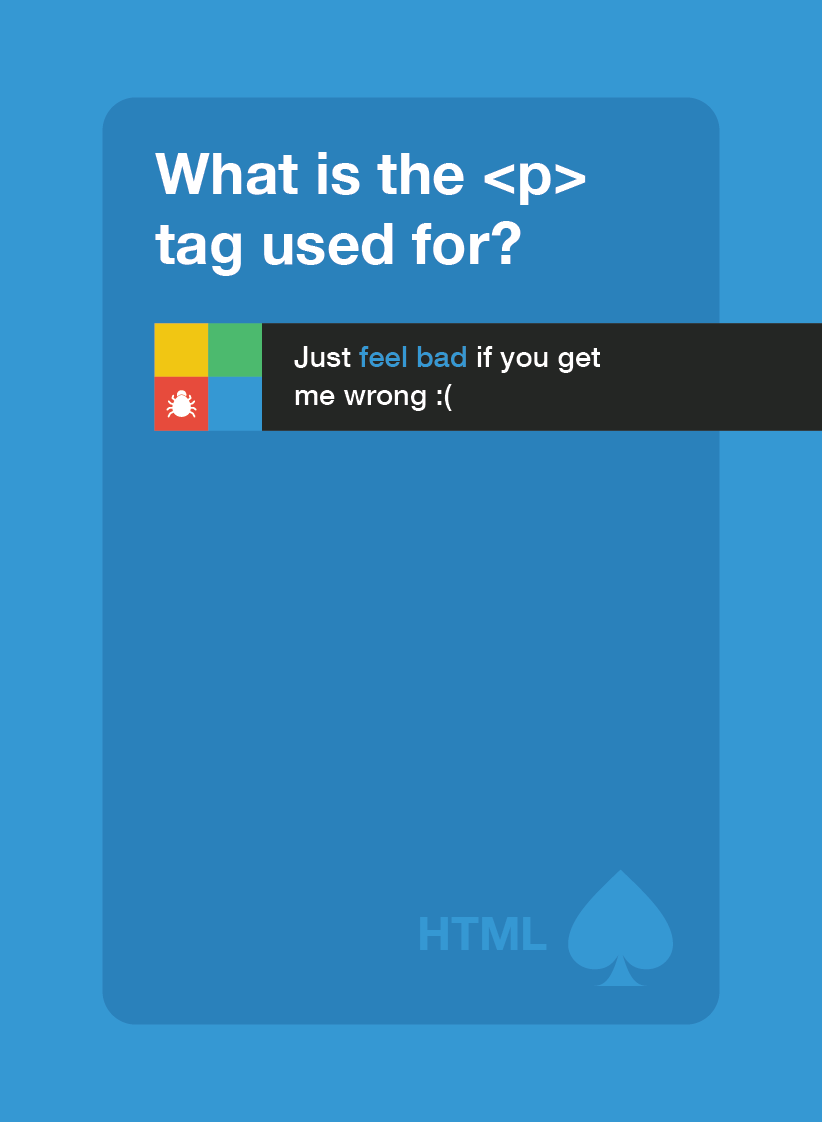 What is the <p>
tag used for?
Just feel bad if you get
me wrong :(
HTML